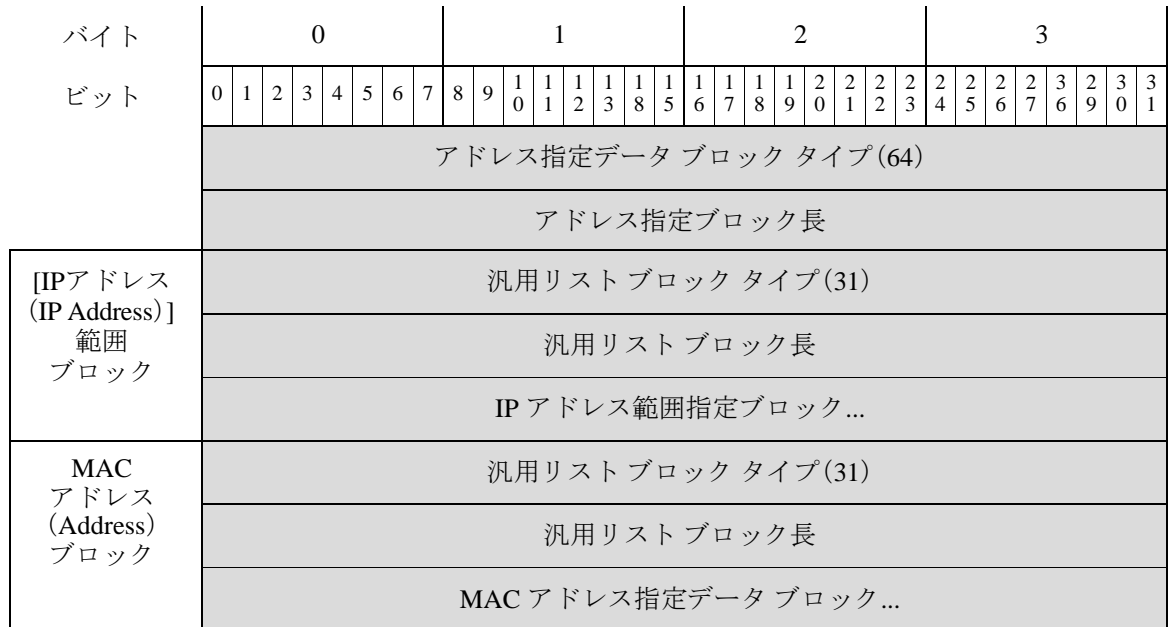 バイト 0 1 2 3
ビット 0 1 2 3 4 5 6 7 8 9 10 11 12 13 18 15 16 17 18 19 20 21 22 23 24 25 26 27 36 29 30 31
アドレス指定データ ブロック タイプ(64)
アドレス指定ブロック長
[IPアドレス
(IP Address)]
範囲
ブロック
汎用リスト ブロック タイプ(31)
汎用リスト ブロック長
IP アドレス範囲指定ブロック...
MAC
アドレス
(Address)
ブロック
汎用リスト ブロック タイプ(31)
汎用リスト ブロック長
MAC アドレス指定データ ブロック...